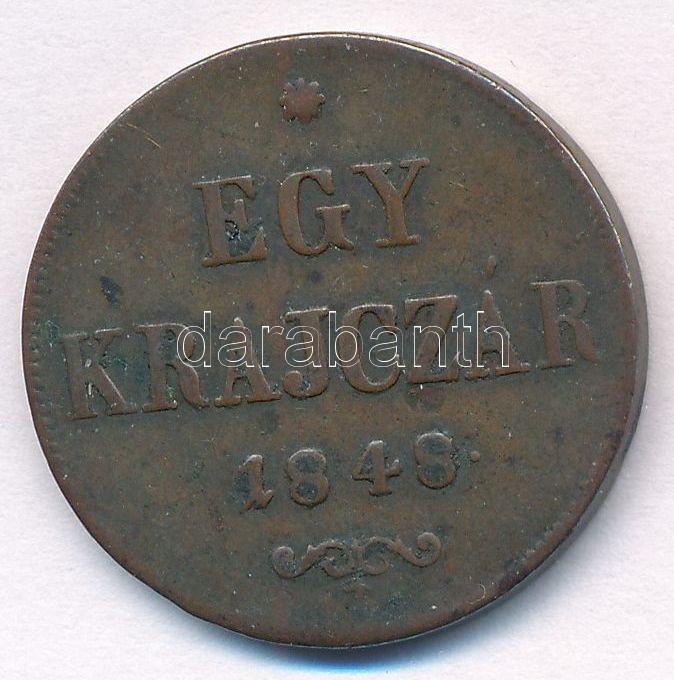 EGY
KRAJCZÁR
darabanth
1848.